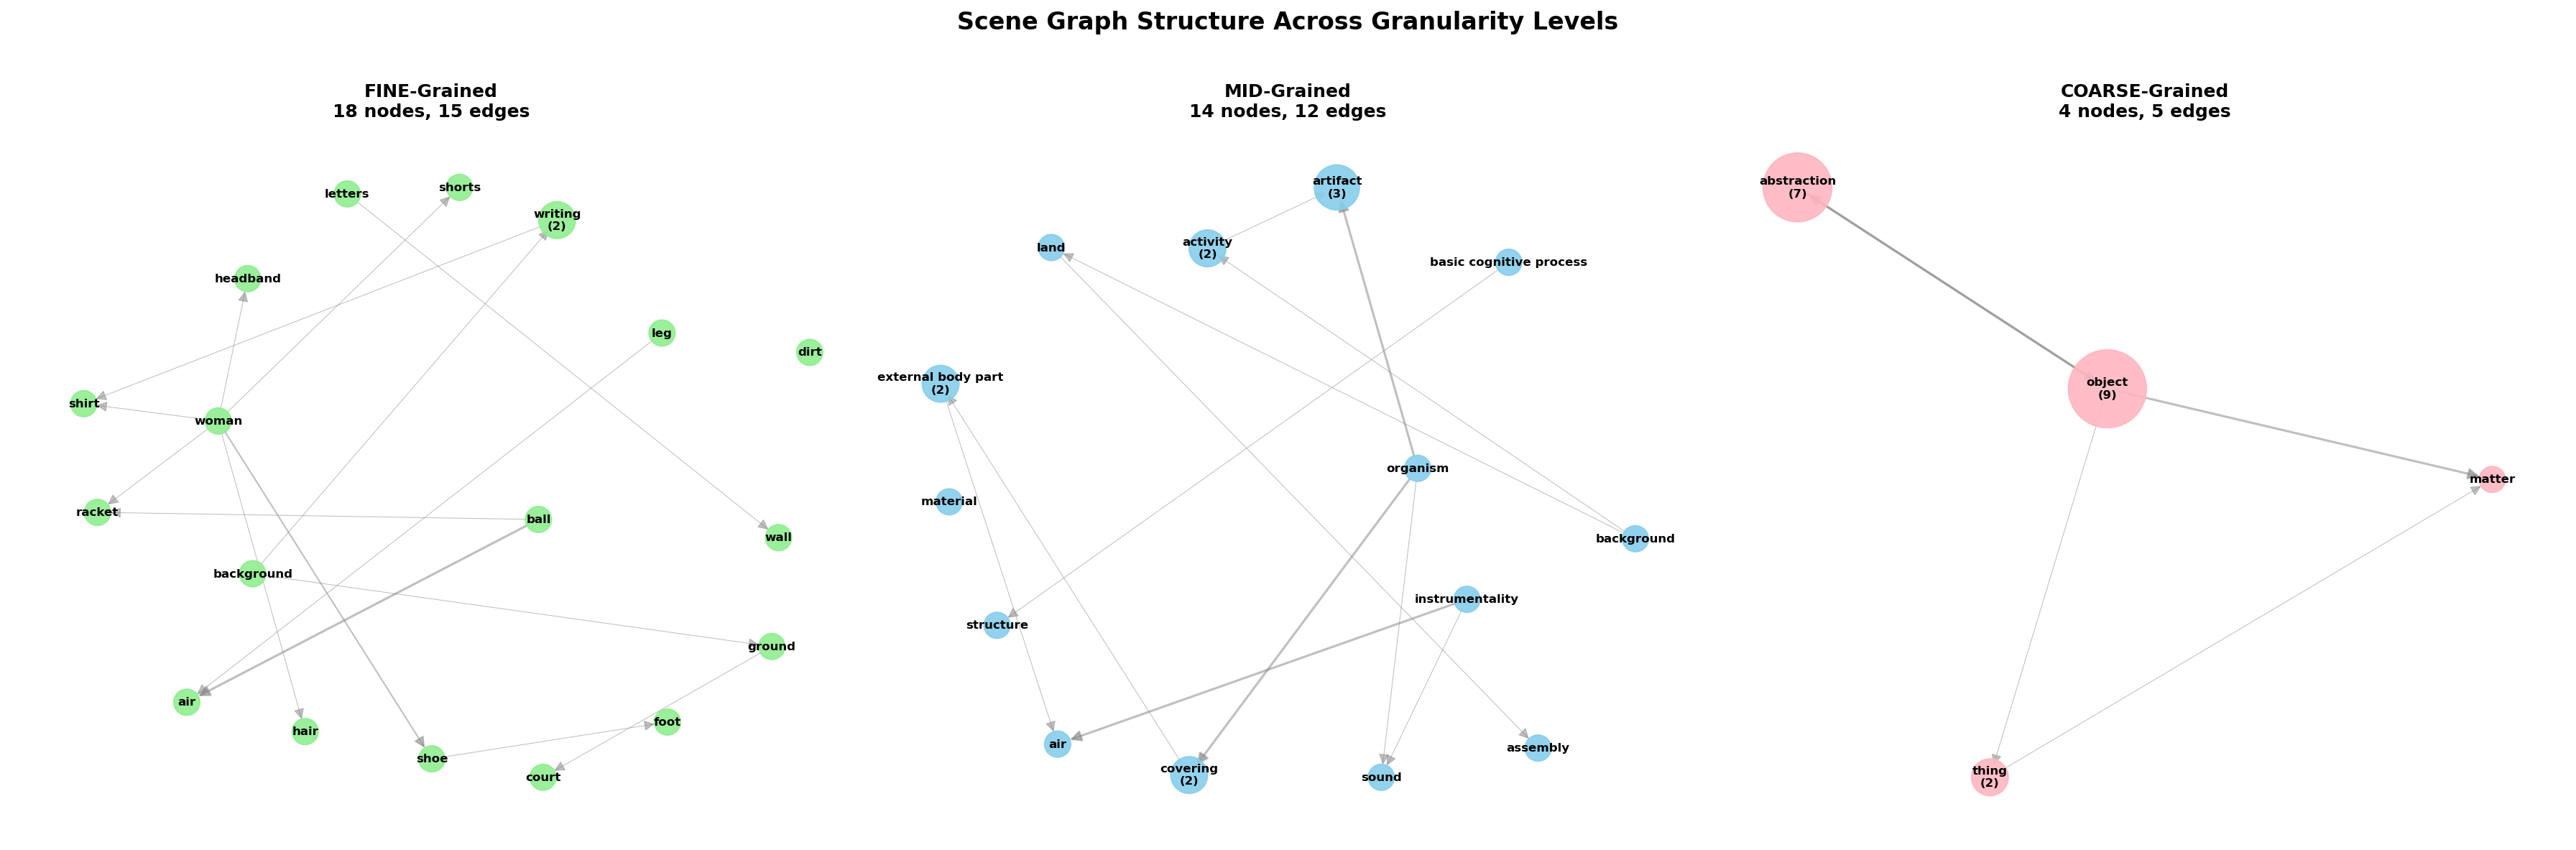 Scene Graph Structure Across Granularity Levels
FINE-Grained
18 nodes, 15 edges
letters
shorts
writing
(2)
headband
leg
dirt
shirt
woman
racket
ball
wall
background
ground
air
foot
hair
shoe
court
MID-Grained
14 nodes, 12 edges
artifact
(3)
land
activity
(2)
basic cognitive process
external body part
(2)
organism
material
background
instrumentality
structure
air
assembly
covering
(2)
sound
COARSE-Grained
4 nodes, 5 edges
abstraction
(7)
object
(9)
matter
thing
(2)